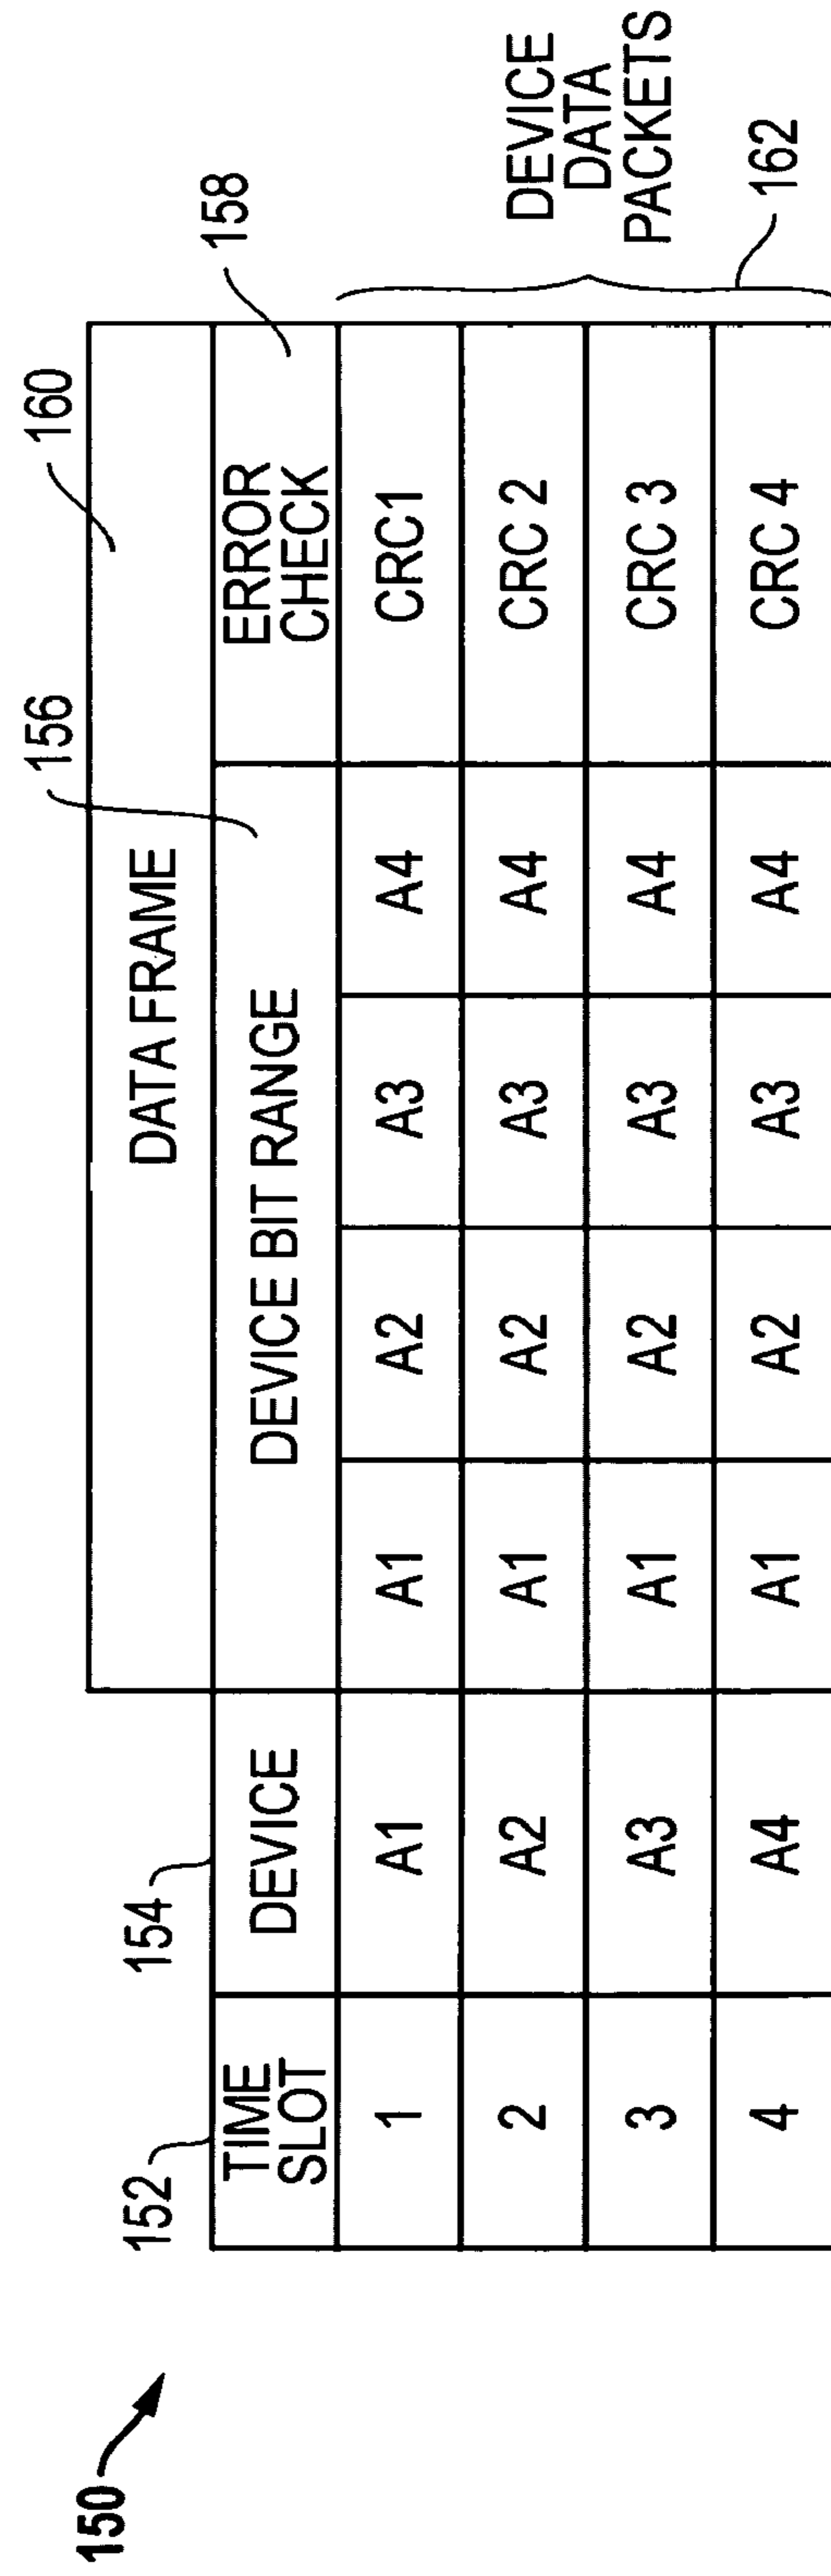 150
152
154
156
160
158
DATA FRAME
TIME
SLOT
DEVICE
DEVICE BIT RANGE
ERROR
CHECK
1 A1 A1 A2 A3 A4 CRC1
2 A2 A1 A2 A3 A4 CRC 2
3 A3 A1 A2 A3 A4 CRC 3
4 A4 A1 A2 A3 A4 CRC 4
DEVICE
DATA
PACKETS
162